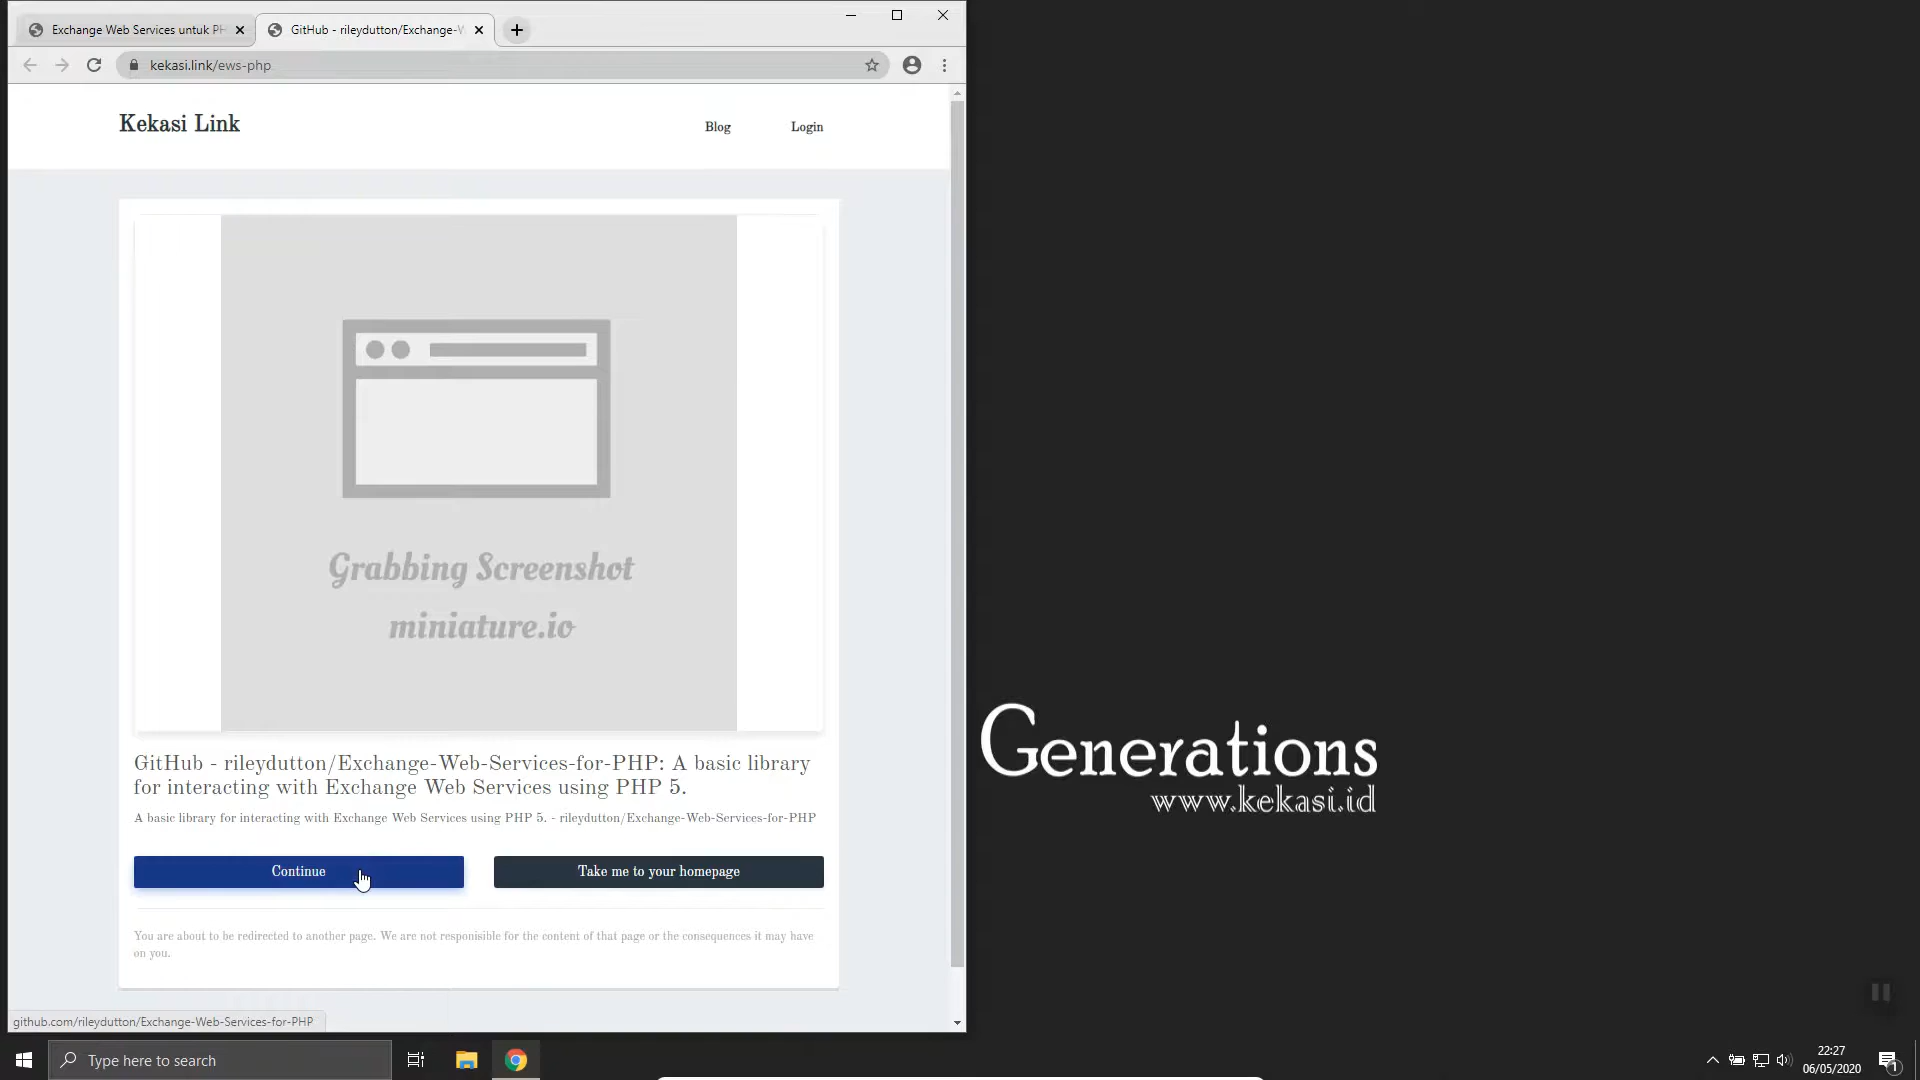 Exchange Web Services untuk PH
GitHub - rileydutton/Exchange-W
kekasi.link/ews-php
Kekasi Link
Blog
Login
Grabbing Screenshot
miniature.io
GitHub - rileydutton/Exchange-Web-Services-for-PHP: A basic library
for interacting with Exchange Web Services using PHP 5.
A basic library for interacting with Exchange Web Services using PHP 5. - rileydutton/Exchange-Web-Services-for-PHP
Continue
Take me to your homepage
You are about to be redirected to another page. We are not responisible for the content of that page or the consequences it may have
on you.
github.com/rileydutton/Exchange-Web-Services-for-PHP
Generations
www.kekasi.id
Type here to search
22:27
06/05/2020
1